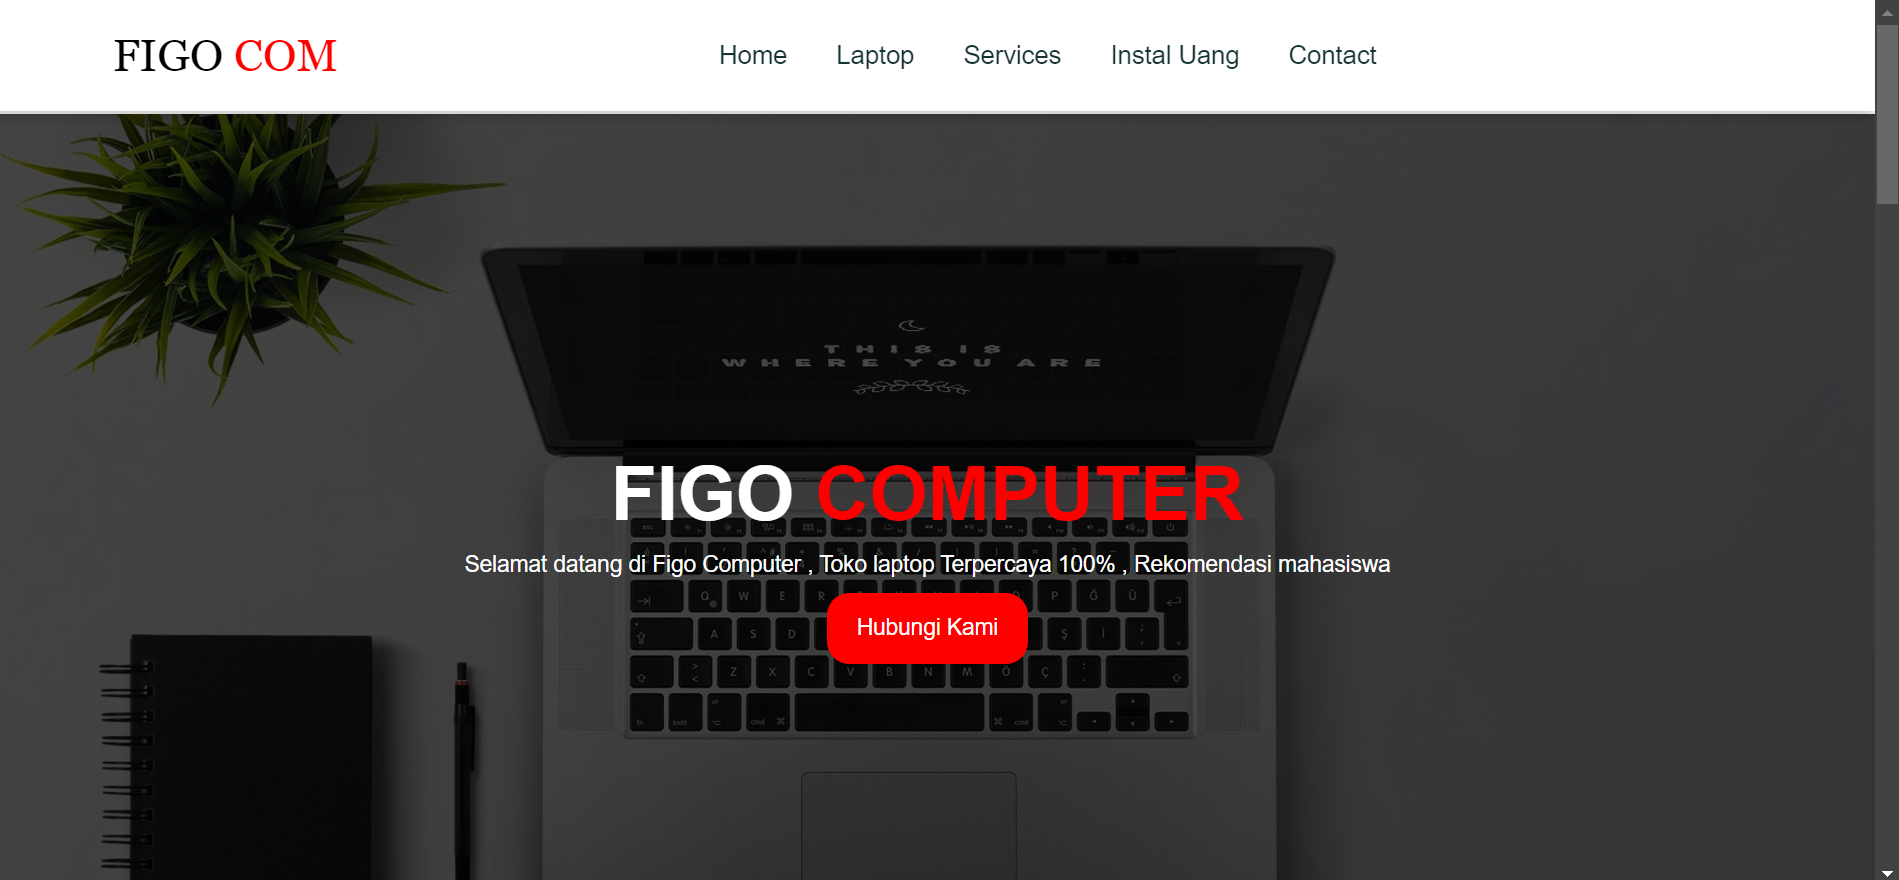 FIGO COM
Home Laptop Services Instal Uang Contact
THIS IS
WHERE YOU ARE
FIGO COMPUTER
Selamat datang di Figo Computer , Toko laptop Terpercaya 100% , Rekomendasi mahasiswa
Hubungi Kami